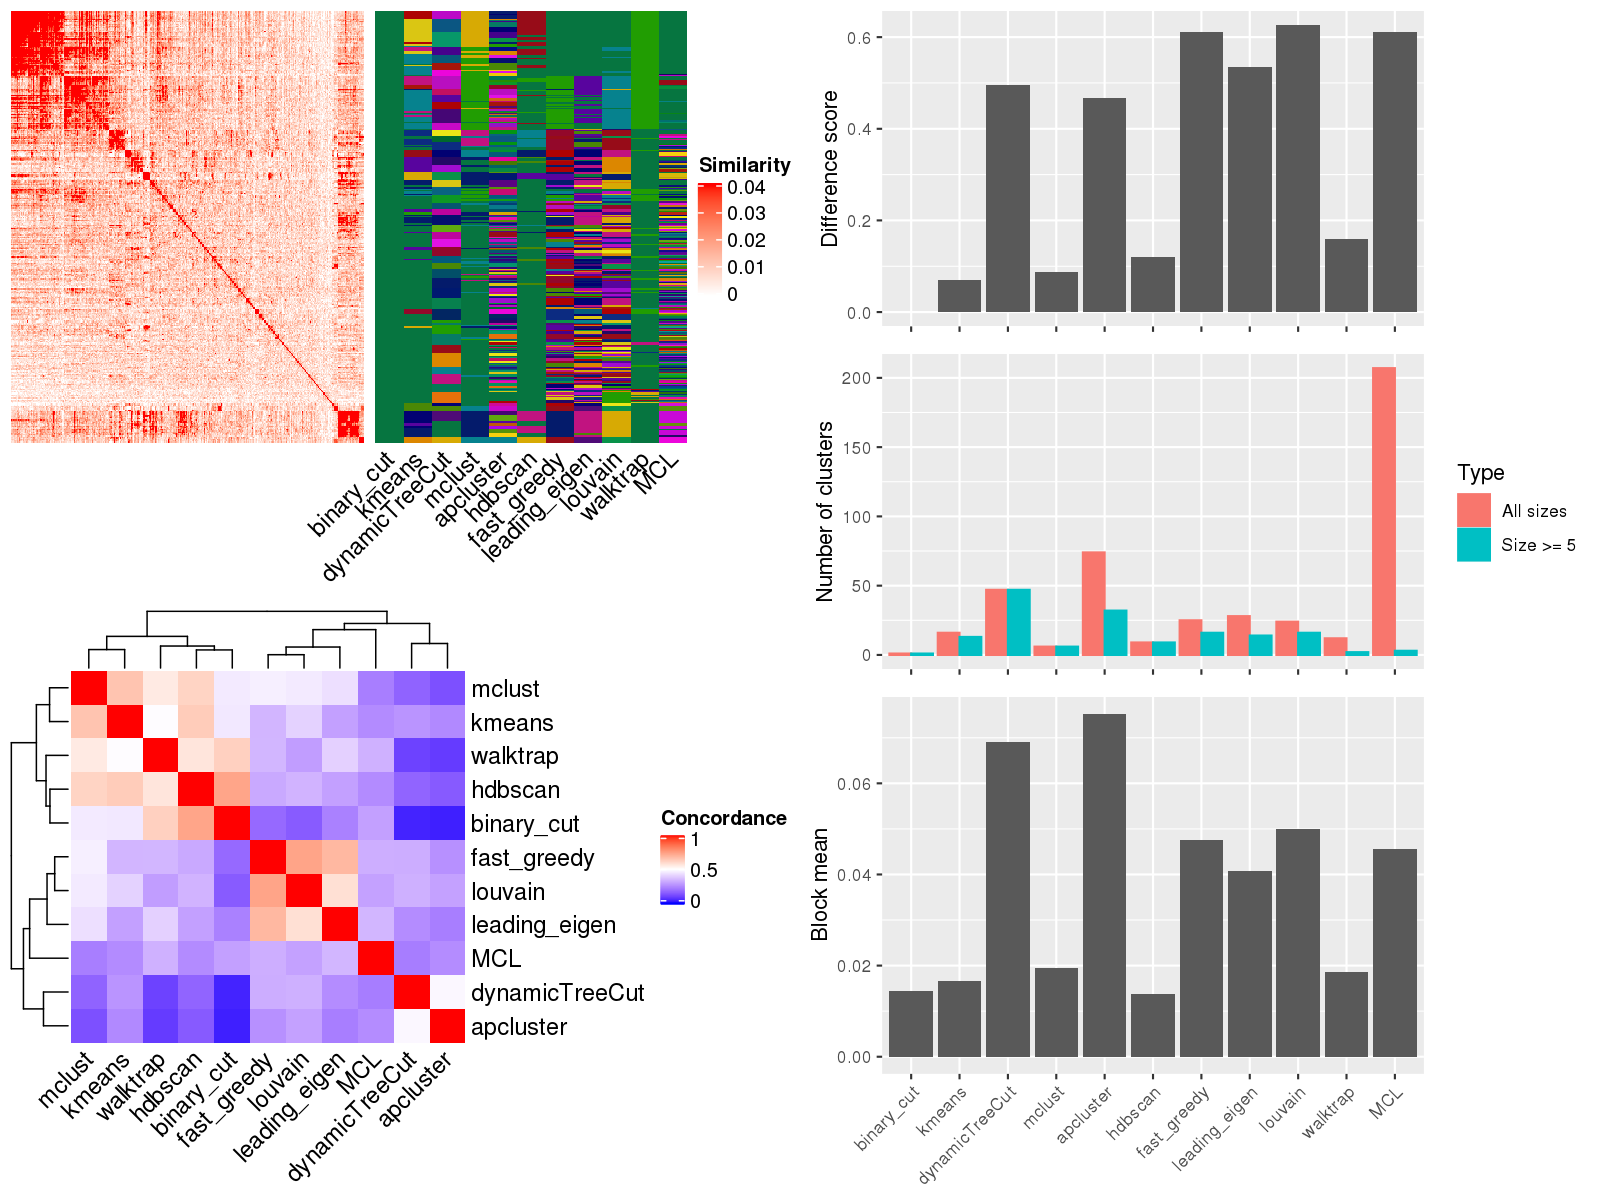 Similarity
0.04
0.03
0.02
0.01
0
binary_cut
kmeans
dynamicTreeCut
mclust
apcluster
hdbscan
fast_greedy
leading_eigen
louvain
walktrap
MCL
mclust
kmeans
walktrap
hdbscan
binary_cut
fast_greedy
louvain
leading_eigen
MCL
dynamicTreeCut
apcluster
Concordance
1
0.5
0
mclust
kmeans
walktrap
hdbscan
binary_cut
fast_greedy
louvain
leading_eigen
MCL
dynamicTreeCut
apcluster
Difference score
0.6
0.4
0.2
0.0
Number of clusters
200
150
100
50
0
Type
All sizes
Size >= 5
Block mean
0.06
0.04
0.02
0.00
binary_cut
kmeans
dynamicTreeCut
mclust
apcluster
hdbscan
fast_greedy
leading_eigen
louvain
walktrap
MCL